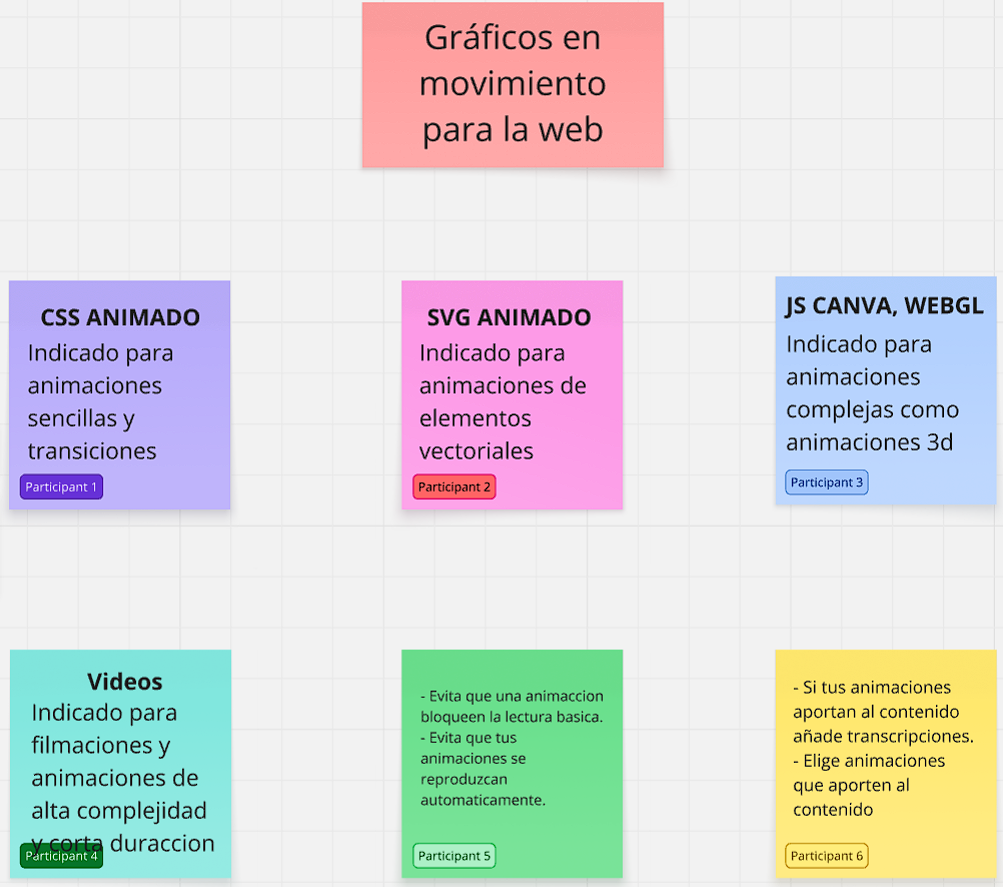 Gráficos en
movimiento
para la web
CSS ANIMADO
Indicado para
animaciones
sencillas y
transiciones
Participant 1
SVG ANIMADO
Indicado para
animaciones de
elementos
vectoriales
Participant 2
JS CANVA, WEBGL
Indicado para
animaciones
complejas como
animaciones 3d
Participant 3
Videos
Indicado para
filmaciones y
animaciones de
alta complejidad
y corta duraccion
Participant 4
- Evita que una animaccion
bloqueen la lectura basica.
- Evita que tus
animaciones se
reproduzcan
automaticamente.
Participant 5
- Si tus animaciones
aportan al contenido
añade transcripciones.
- Elige animaciones
que aporten al
contenido
Participant 6